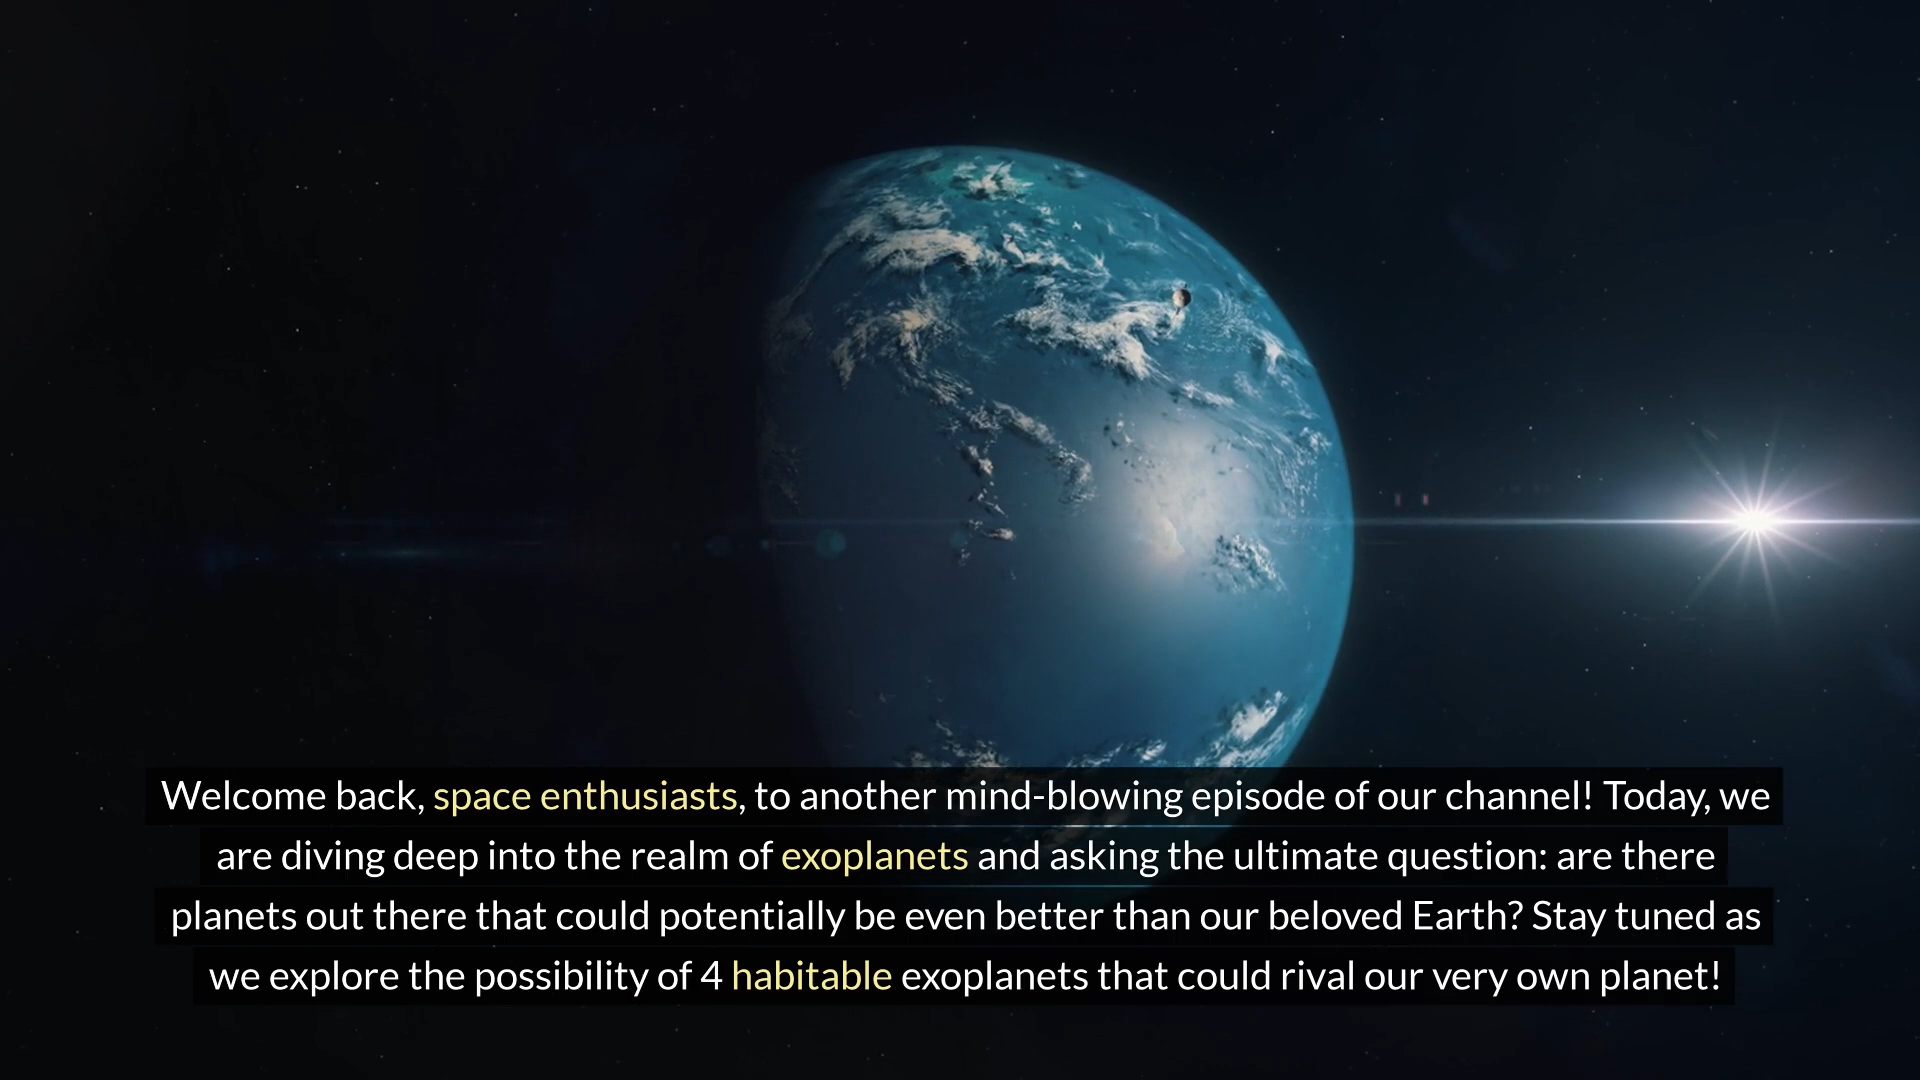 Welcome back, space enthusiasts, to another mind-blowing episode of our channel! Today, we
are diving deep into the realm of exoplanets and asking the ultimate question: are there
planets out there that could potentially be even better than our beloved Earth? Stay tuned as
we explore the possibility of 4 habitable exoplanets that could rival our very own planet!